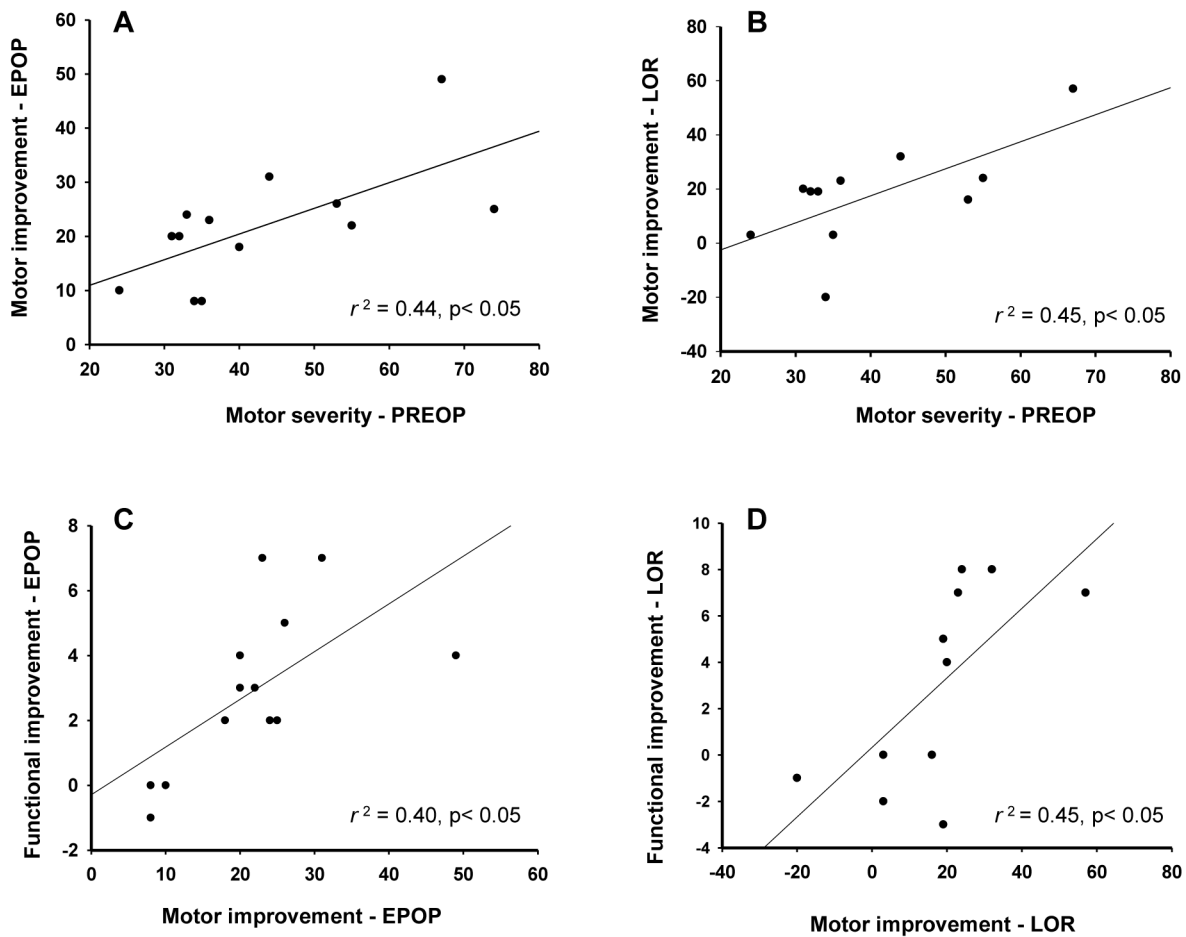 A
Motor improvement - EPOP
60
50
40
30
20
10
0
20 30 40 50 60 70 80
r² = 0.44, p< 0.05
Motor severity - PREOP
B
Motor improvement - LOR
80
60
40
20
0
-20
-40
20 30 40 50 60 70 80
r² = 0.45, p< 0.05
Motor severity - PREOP
C
Functional improvement - EPOP
8
6
4
2
0
-2
0 10 20 30 40 50 60
r² = 0.40, p< 0.05
Motor improvement - EPOP
D
Functional improvement - LOR
10
8
6
4
2
0
-2
-4
-40 -20 0 20 40 60 80
r² = 0.45, p< 0.05
Motor improvement - LOR